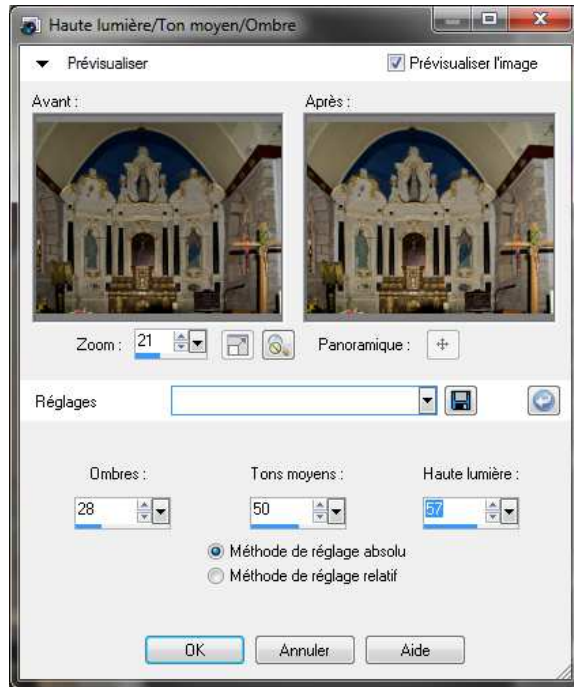 Haute lumière/Ton moyen/Ombre
Prévisualiser
Prévisualiser l'image
Avant :
Après :
Zoom : 21
Panoramique :
Réglages
Ombres : Tons moyens : Haute lumière :
28 50 57
Méthode de réglage absolu
Méthode de réglage relatif
OK Annuler Aide